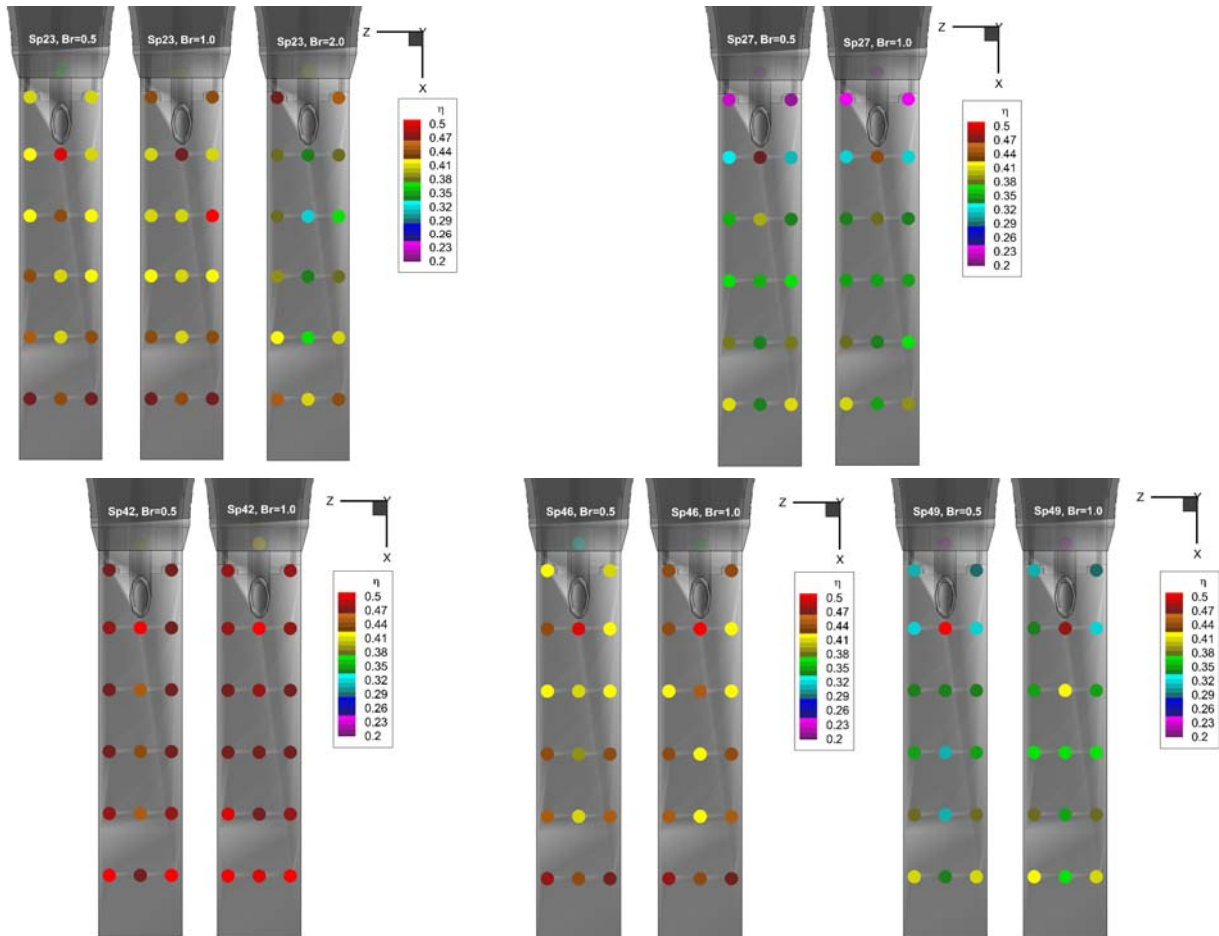 Sp23, Br=0.5
Sp23, Br=1.0
Sp23, Br=2.0
Z
Y
X
η
0.5
0.47
0.44
0.41
0.38
0.35
0.32
0.29
0.26
0.23
0.2
Sp27, Br=0.5
Sp27, Br=1.0
Z
Y
X
η
0.5
0.47
0.44
0.41
0.38
0.35
0.32
0.29
0.26
0.23
0.2
Sp42, Br=0.5
Sp42, Br=1.0
Z
Y
X
η
0.5
0.47
0.44
0.41
0.38
0.35
0.32
0.29
0.26
0.23
0.2
Sp46, Br=0.5
Sp46, Br=1.0
Z
Y
X
η
0.5
0.47
0.44
0.41
0.38
0.35
0.32
0.29
0.26
0.23
0.2
Sp49, Br=0.5
Sp49, Br=1.0
Z
Y
X
η
0.5
0.47
0.44
0.41
0.38
0.35
0.32
0.29
0.26
0.23
0.2